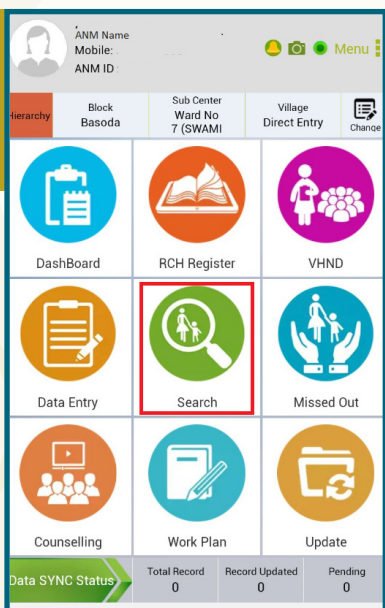 ANM Name
Mobile:
ANM ID :
Menu
Hierarchy
Block
Basoda
Sub Center
Ward No
7 (SWAMI
Village
Direct Entry
Change
DashBoard
RCH Register
VHND
Data Entry
Search
Missed Out
Counselling
Work Plan
Update
Data SYNC Status
Total Record
0
Record Updated
0
Pending
0